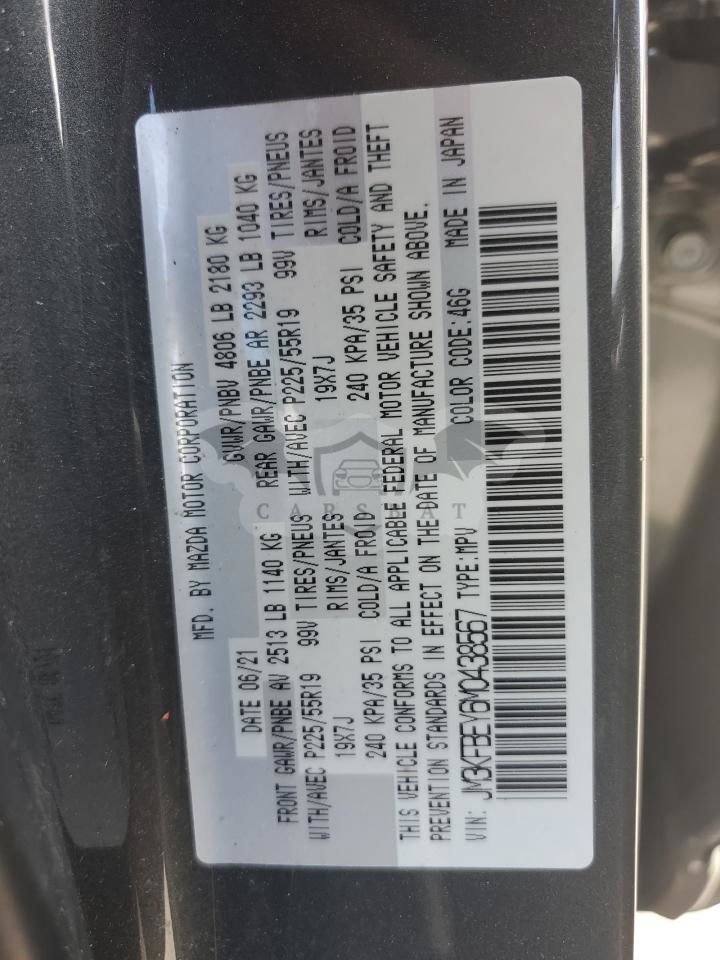 MFD. BY MAZDA MOTOR CORPORATION
DATE 06/21 GVWR/PNBV 4806 LB 2180 KG
FRONT GAWR/PNBE AV 2513 LB 1140 KG REAR GAWR/PNBE AR 2293 LB 1040 KG
WITH/AVEC P225/55R19 99V TIRES/PNEUS WITH/AVEC P225/55R19 99V TIRES/PNEUS
19X7J RIMS/JANTES 19X7J RIMS/JANTES
240 KPA/35 PSI COLD/A FROID 240 KPA/35 PSI COLD/A FROID
THIS VEHICLE CONFORMS TO ALL APPLICABLE FEDERAL MOTOR VEHICLE SAFETY AND THEFT
PREVENTION STANDARDS IN EFFECT ON THE DATE OF MANUFACTURE SHOWN ABOVE.
VIN: JM3KFBEY6M0438567 TYPE:MPV COLOR CODE:46G MADE IN JAPAN
CARSBAT